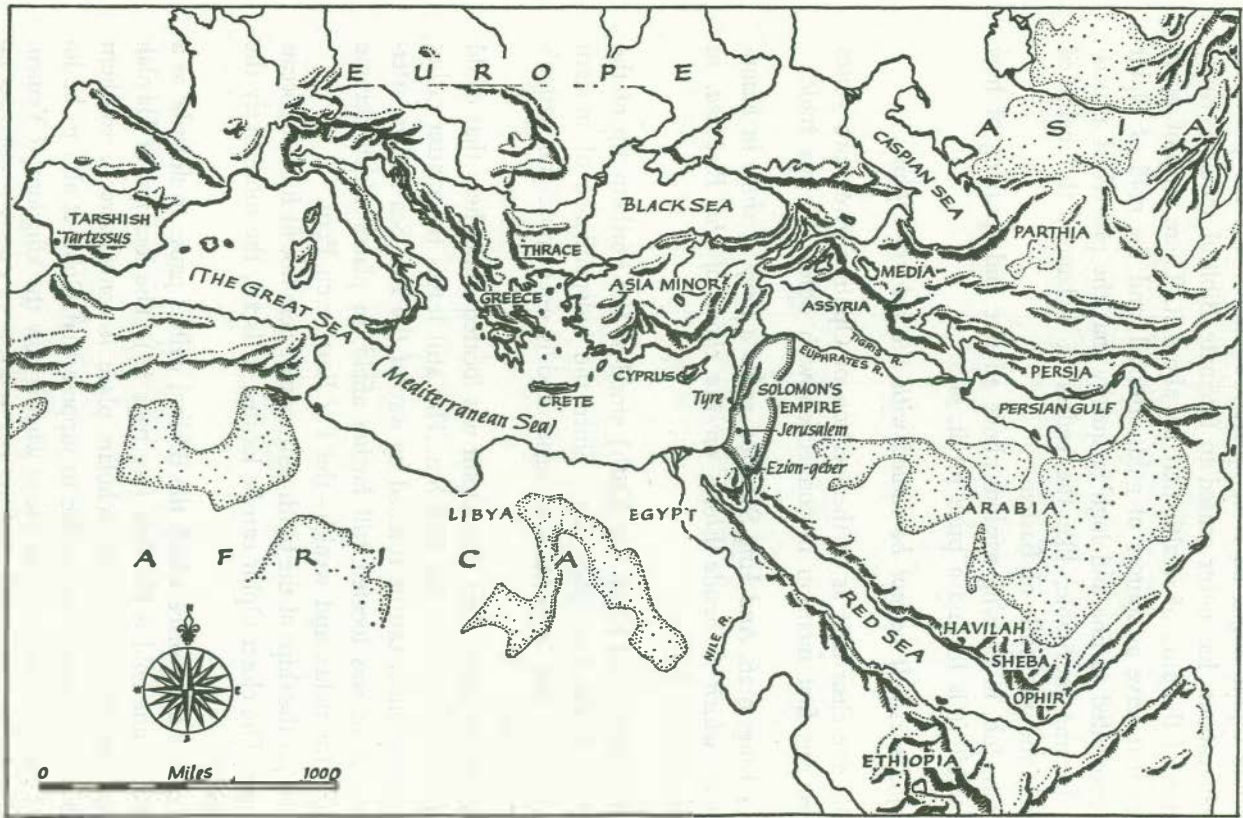 EUROPE
ASIA
CASPIAN SEA
BLACK SEA
TARSHISH
Tartessus
THRACE
PARTHIA
MEDIA
(THE GREAT SEA
GREECE
ASIA MINOR
ASSYRIA
TIGRIS R.
EUPHRATES R.
PERSIA
CYPRUS
CRETE
(Mediterranean Sea)
Tyre
SOLOMON'S
EMPIRE
PERSIAN GULF
Jerusalem
Ezion-geber
LIBYA
EGYPT
ARABIA
AFRICA
RED SEA
NILE R.
HAVILAH
SHEBA
OPHIR
ETHIOPIA
0 Miles 1000